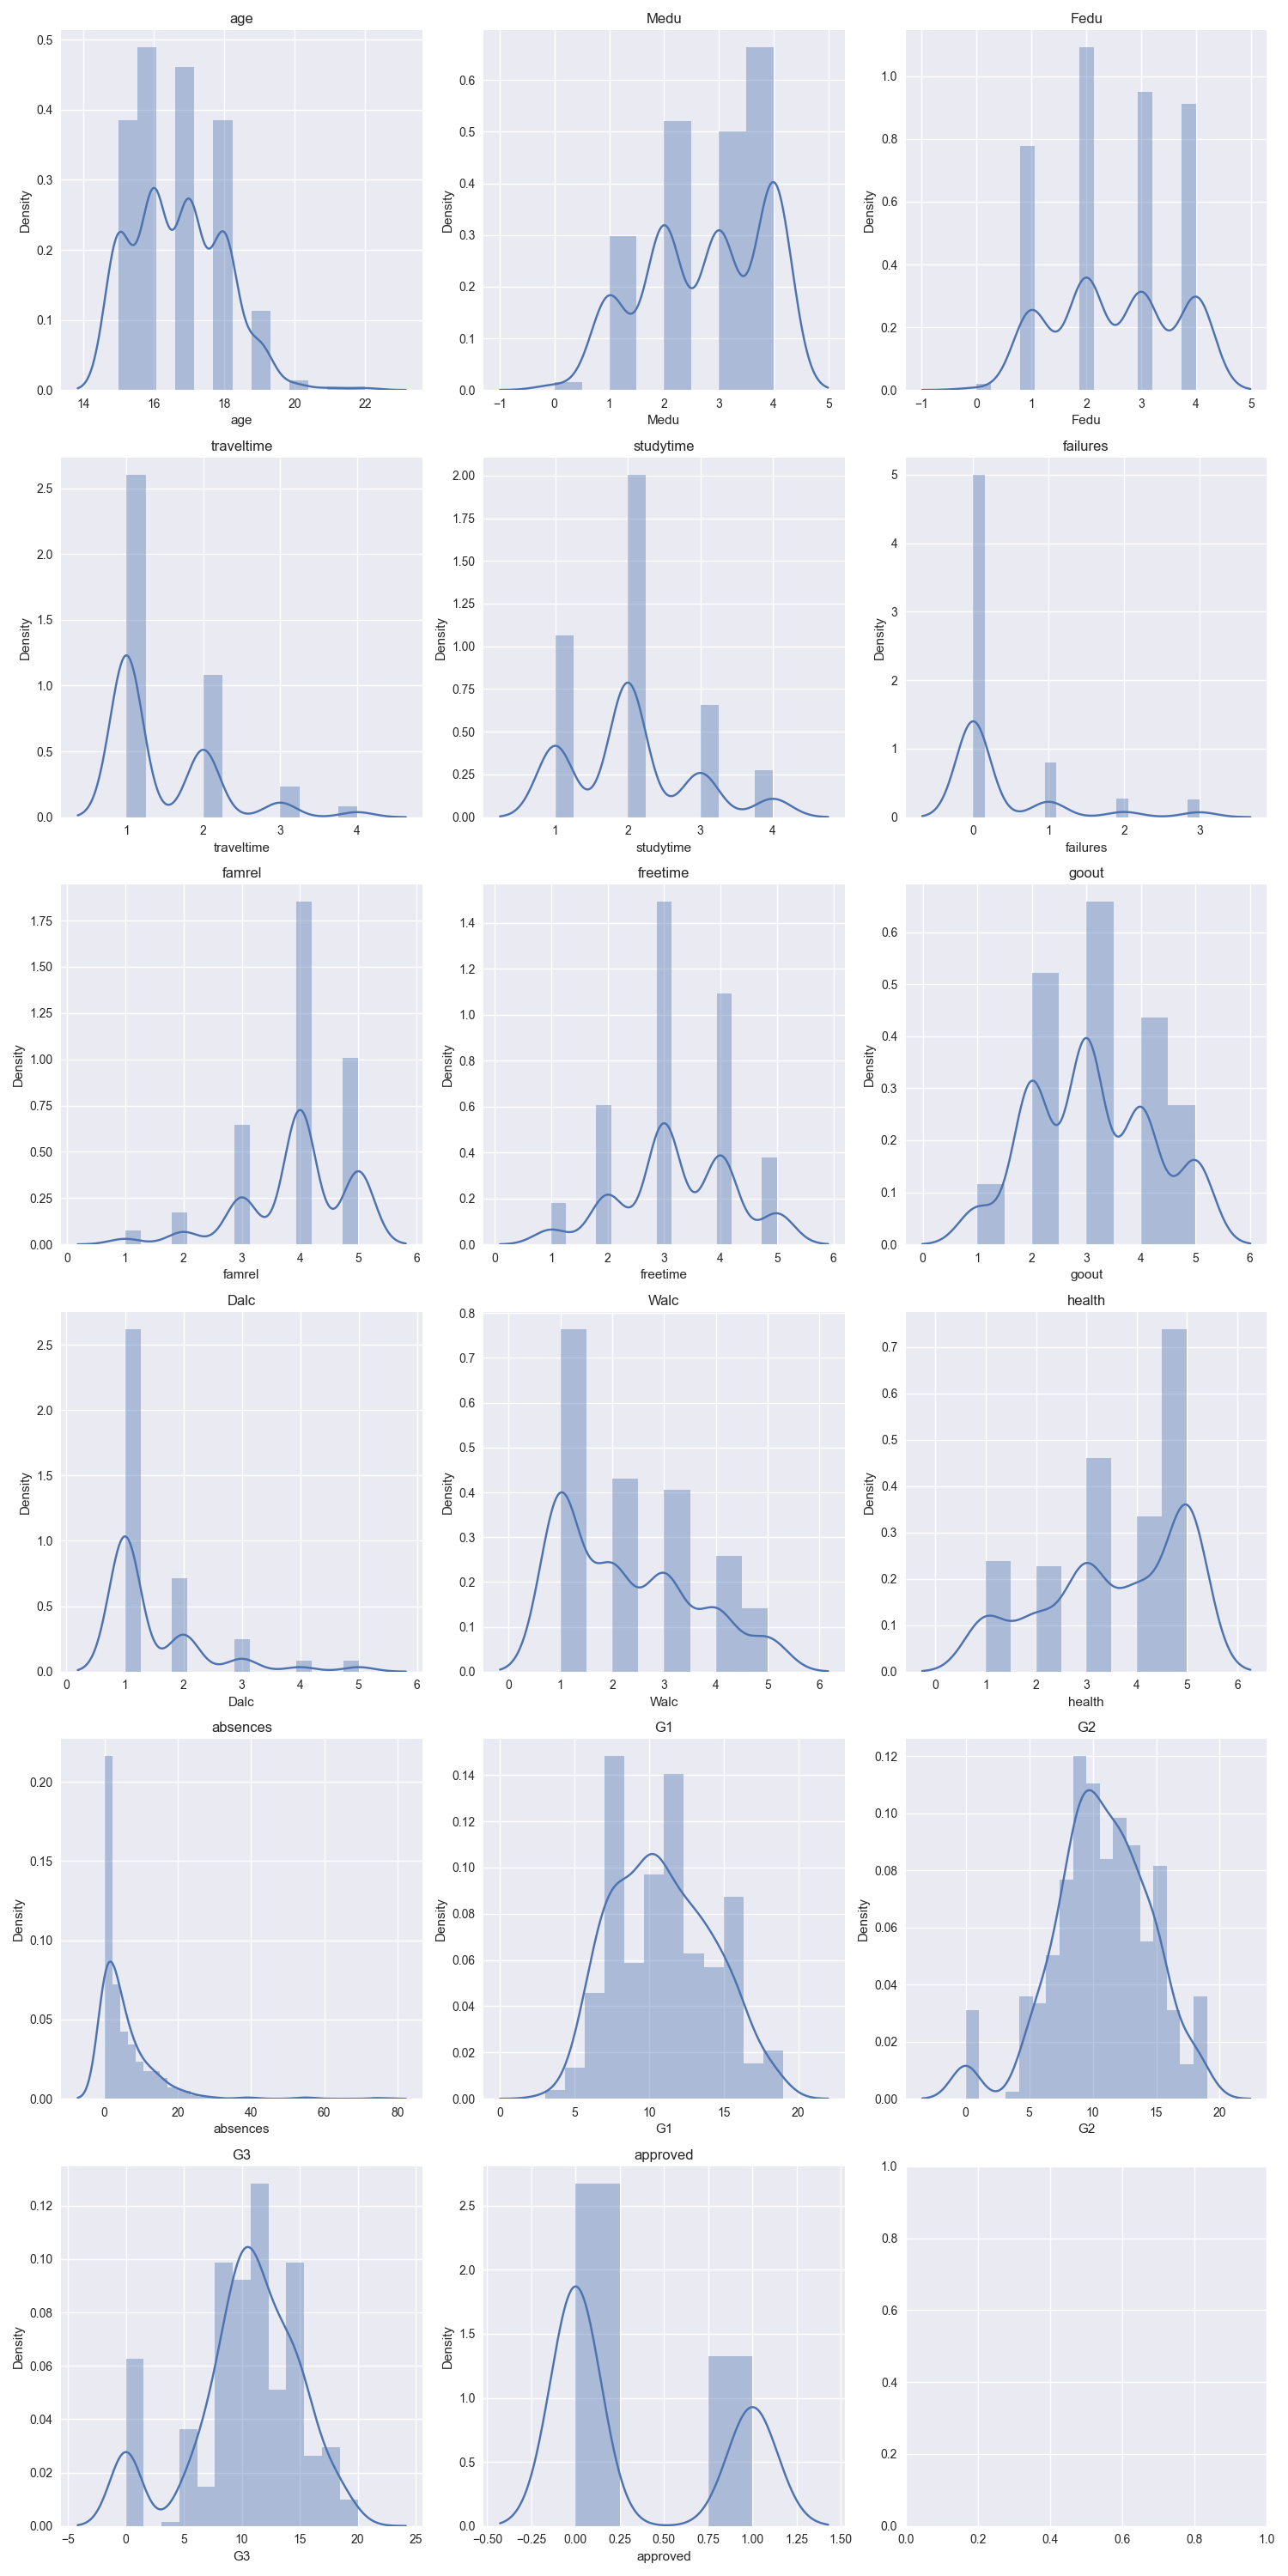 age Medu Fedu
0.5 0.4 0.3 0.2 0.1 0.0
Density
14 16 18 20 22
age
0.6 0.5 0.4 0.3 0.2 0.1 0.0
Density
−1 0 1 2 3 4 5
Medu
1.0 0.8 0.6 0.4 0.2 0.0
Density
−1 0 1 2 3 4 5
Fedu
traveltime studytime failures
2.5 2.0 1.5 1.0 0.5 0.0
Density
1 2 3 4
traveltime
2.00 1.75 1.50 1.25 1.00 0.75 0.50 0.25 0.00
Density
1 2 3 4
studytime
5 4 3 2 1 0
Density
0 1 2 3
failures
famrel freetime goout
1.75 1.50 1.25 1.00 0.75 0.50 0.25 0.00
Density
0 1 2 3 4 5 6
famrel
1.4 1.2 1.0 0.8 0.6 0.4 0.2 0.0
Density
0 1 2 3 4 5 6
freetime
0.6 0.5 0.4 0.3 0.2 0.1 0.0
Density
0 1 2 3 4 5 6
goout
Dalc Walc health
2.5 2.0 1.5 1.0 0.5 0.0
Density
0 1 2 3 4 5 6
Dalc
0.8 0.7 0.6 0.5 0.4 0.3 0.2 0.1 0.0
Density
0 1 2 3 4 5 6
Walc
0.7 0.6 0.5 0.4 0.3 0.2 0.1 0.0
Density
0 1 2 3 4 5 6
health
absences G1 G2
0.20 0.15 0.10 0.05 0.00
Density
0 20 40 60 80
absences
0.14 0.12 0.10 0.08 0.06 0.04 0.02 0.00
Density
0 5 10 15 20
G1
0.12 0.10 0.08 0.06 0.04 0.02 0.00
Density
0 5 10 15 20
G2
G3 approved
0.12 0.10 0.08 0.06 0.04 0.02 0.00
Density
−5 0 5 10 15 20 25
G3
2.5 2.0 1.5 1.0 0.5 0.0
Density
−0.50 −0.25 0.00 0.25 0.50 0.75 1.00 1.25 1.50
approved
1.0 0.8 0.6 0.4 0.2 0.0
0.0 0.2 0.4 0.6 0.8 1.0